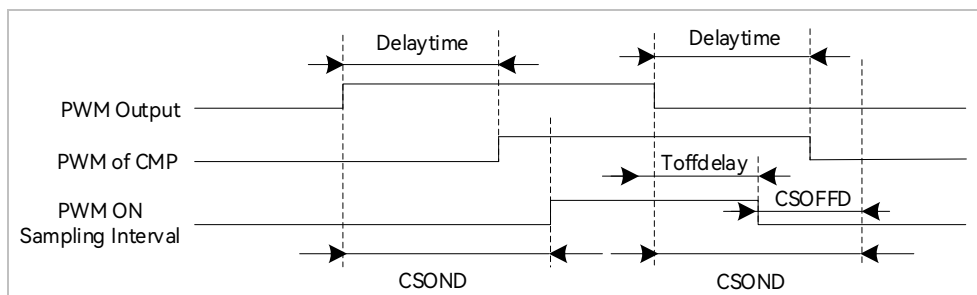 Delaytime
Delaytime
PWM Output
PWM of CMP
Toffdelay
CSOFFD
PWM ON
Sampling Interval
CSOND
CSOND